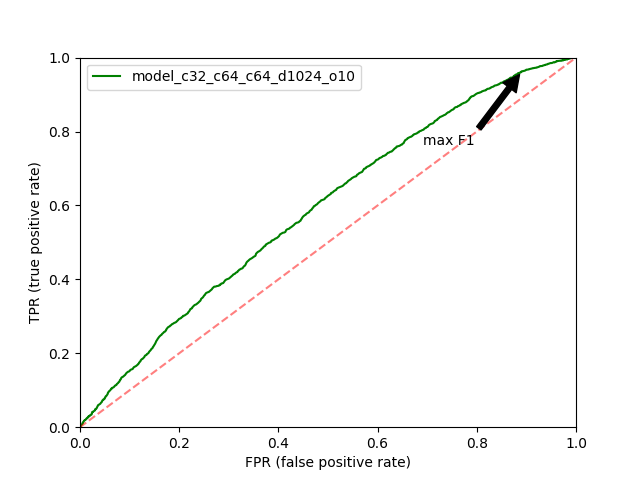 model_c32_c64_c64_d1024_o10
max F1
TPR (true positive rate)
1.0
0.8
0.6
0.4
0.2
0.0
0.0 0.2 0.4 0.6 0.8 1.0
FPR (false positive rate)